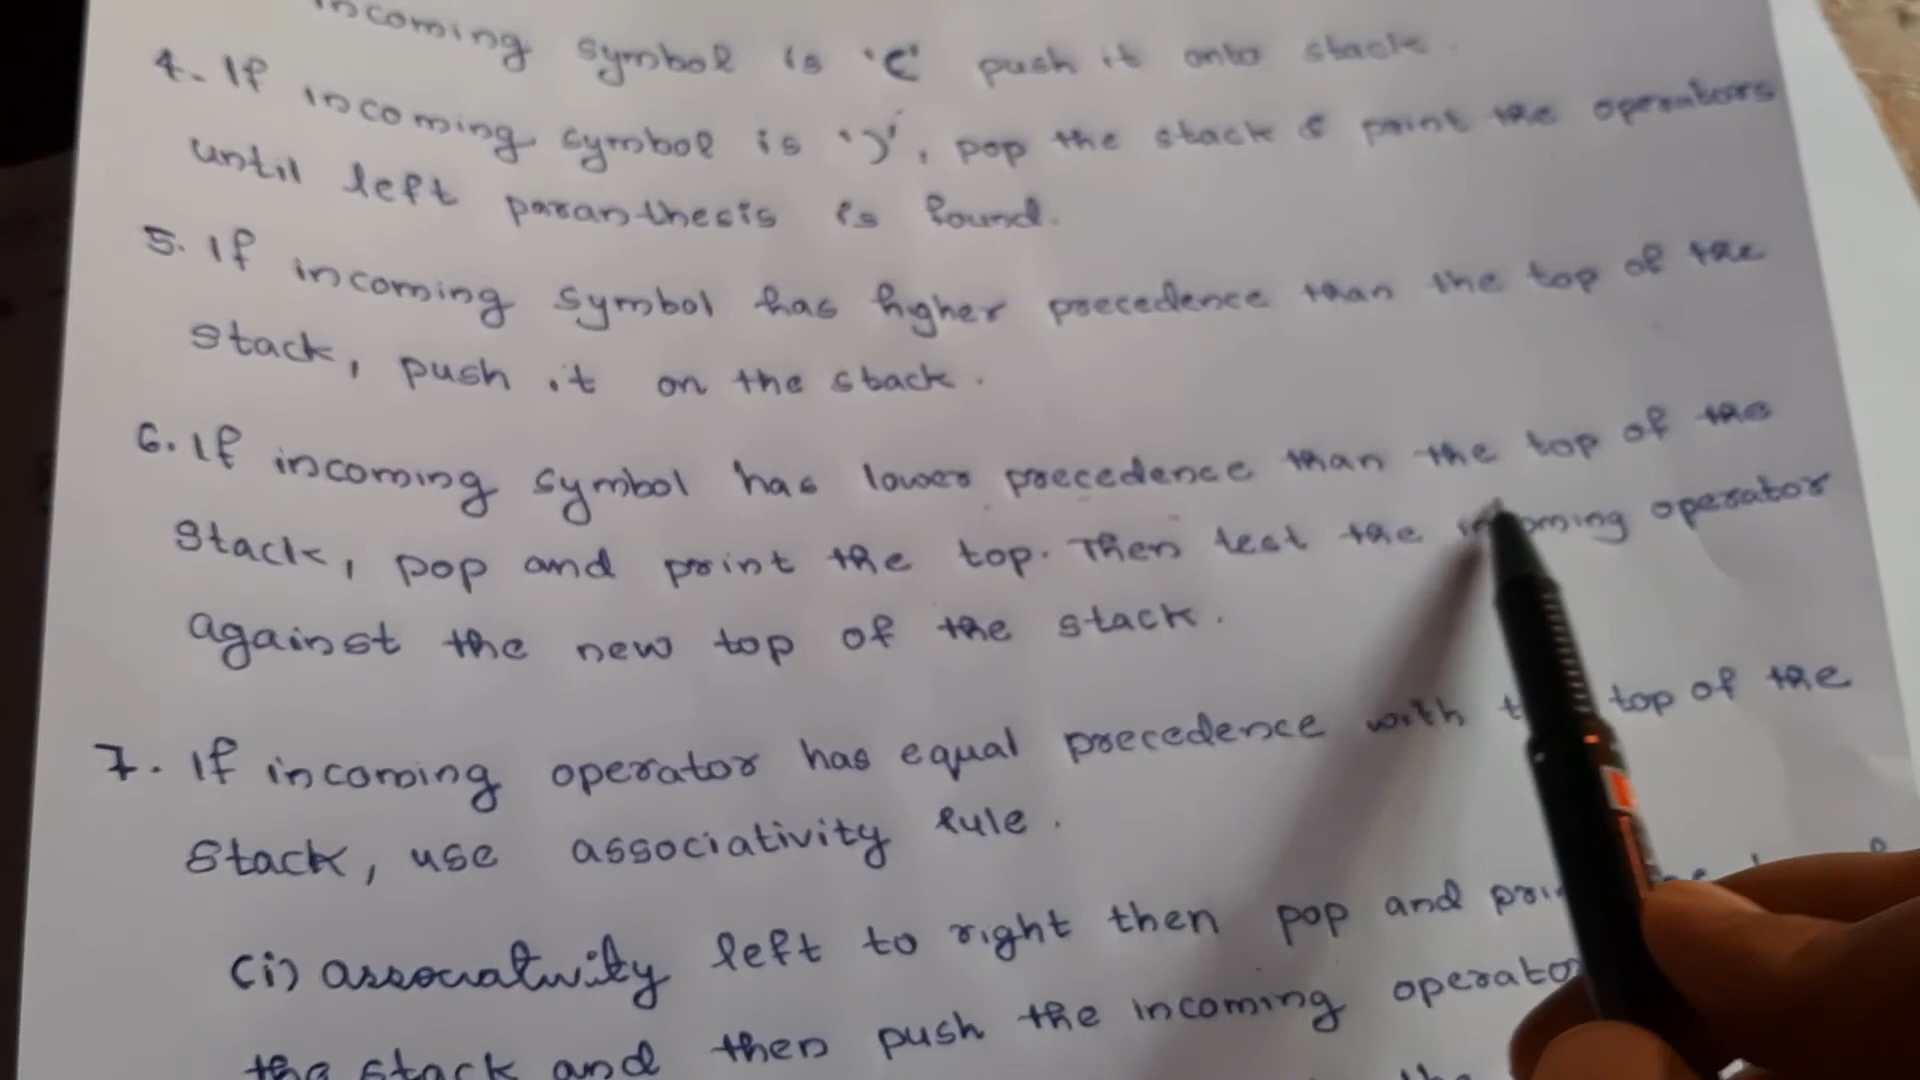 incoming symbol is '(' push it onto stack.
4. If incoming symbol is ')', pop the stack & print the operators
until left paranthesis is found.
5. If incoming symbol has higher precedence than the top of the
stack, push it on the stack.
6. If incoming symbol has lower precedence than the top of the
stack, pop and print the top. Then test the incoming operator
against the new top of the stack.
7. If incoming operator has equal precedence with top of the
stack, use associativity rule.
(i) associativity left to right then pop and
the stack and then push the incoming
the